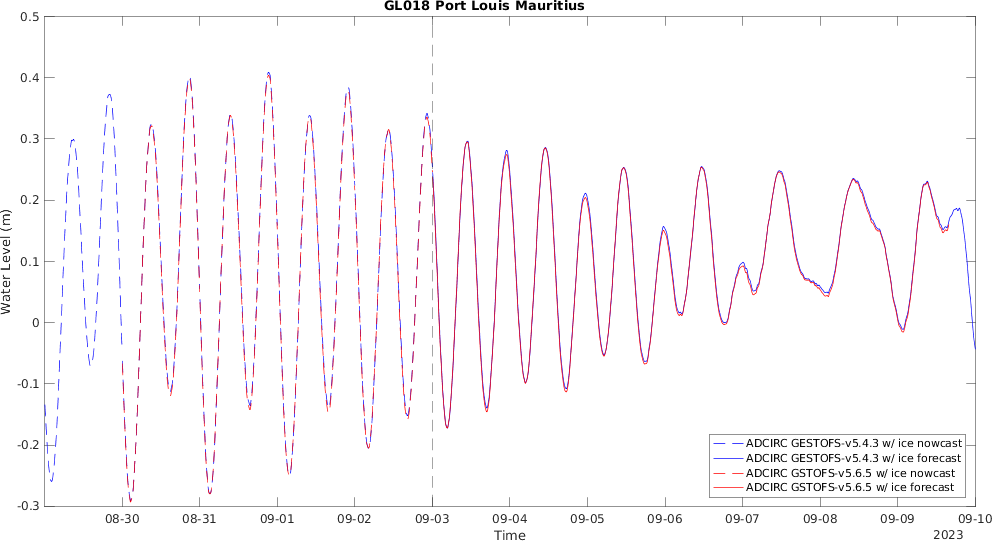 GL018 Port Louis Mauritius
0.5
0.4
0.3
0.2
0.1
0
-0.1
-0.2
-0.3
Water Level (m)
08-30 08-31 09-01 09-02 09-03 09-04 09-05 09-06 09-07 09-08 09-09 09-10
Time
2023
ADCIRC GESTOFS-v5.4.3 w/ ice nowcast
ADCIRC GESTOFS-v5.4.3 w/ ice forecast
ADCIRC GSTOFS-v5.6.5 w/ ice nowcast
ADCIRC GSTOFS-v5.6.5 w/ ice forecast